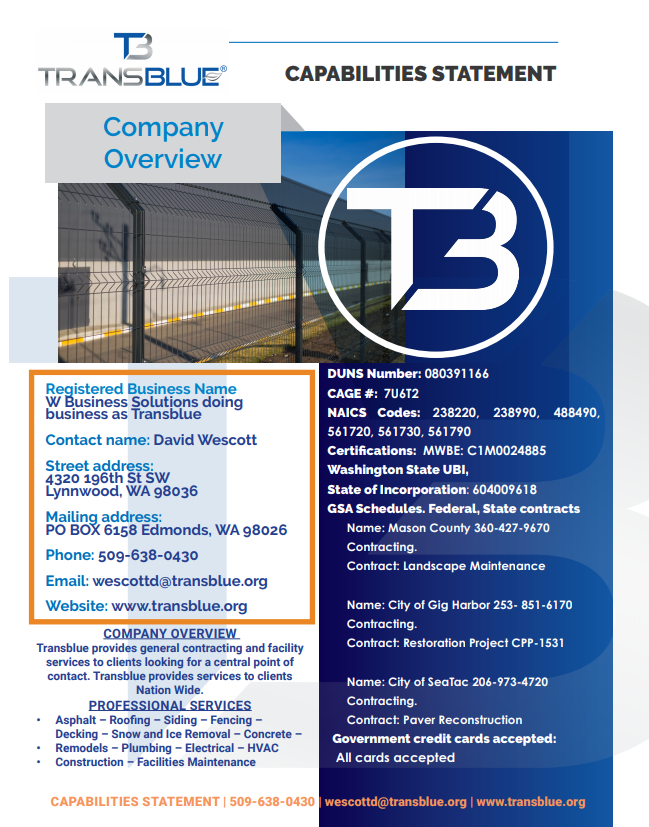 TB
TRANSBLUE®
CAPABILITIES STATEMENT
Company
Overview
TB
Registered Business Name
W Business Solutions doing
business as Transblue
Contact name: David Wescott
Street address:
4320 196th St SW
Lynnwood, WA 98036
Mailing address:
PO BOX 6158 Edmonds, WA 98026
Phone: 509-638-0430
Email: wescottd@transblue.org
Website: www.transblue.org
COMPANY OVERVIEW
Transblue provides general contracting and facility
services to clients looking for a central point of
contact. Transblue provides services to clients
Nation Wide.
PROFESSIONAL SERVICES
• Asphalt – Roofing – Siding – Fencing –
Decking – Snow and Ice Removal – Concrete –
• Remodels – Plumbing – Electrical – HVAC
• Construction – Facilities Maintenance
DUNS Number: 080391166
CAGE #: 7U6T2
NAICS Codes: 238220, 238990, 488490,
561720, 561730, 561790
Certifications: MWBE: C1M0024885
Washington State UBI,
State of Incorporation: 604009618
GSA Schedules. Federal, State contracts
Name: Mason County 360-427-9670
Contracting.
Contract: Landscape Maintenance
Name: City of Gig Harbor 253- 851-6170
Contracting.
Contract: Restoration Project CPP-1531
Name: City of SeaTac 206-973-4720
Contracting.
Contract: Paver Reconstruction
Government credit cards accepted:
All cards accepted
CAPABILITIES STATEMENT | 509-638-0430 | wescottd@transblue.org | www.transblue.org